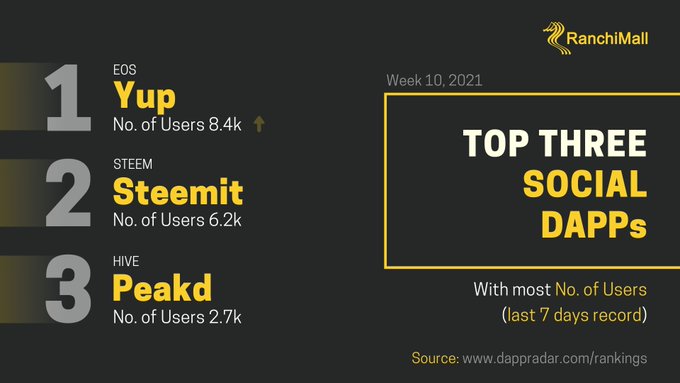 RanchiMall
Week 10, 2021
TOP THREE
SOCIAL
DAPPs
With most No. of Users
(last 7 days record)
1
EOS
Yup
No. of Users 8.4k
2
STEEM
Steemit
No. of Users 6.2k
3
HIVE
Peakd
No. of Users 2.7k
Source: www.dappradar.com/rankings